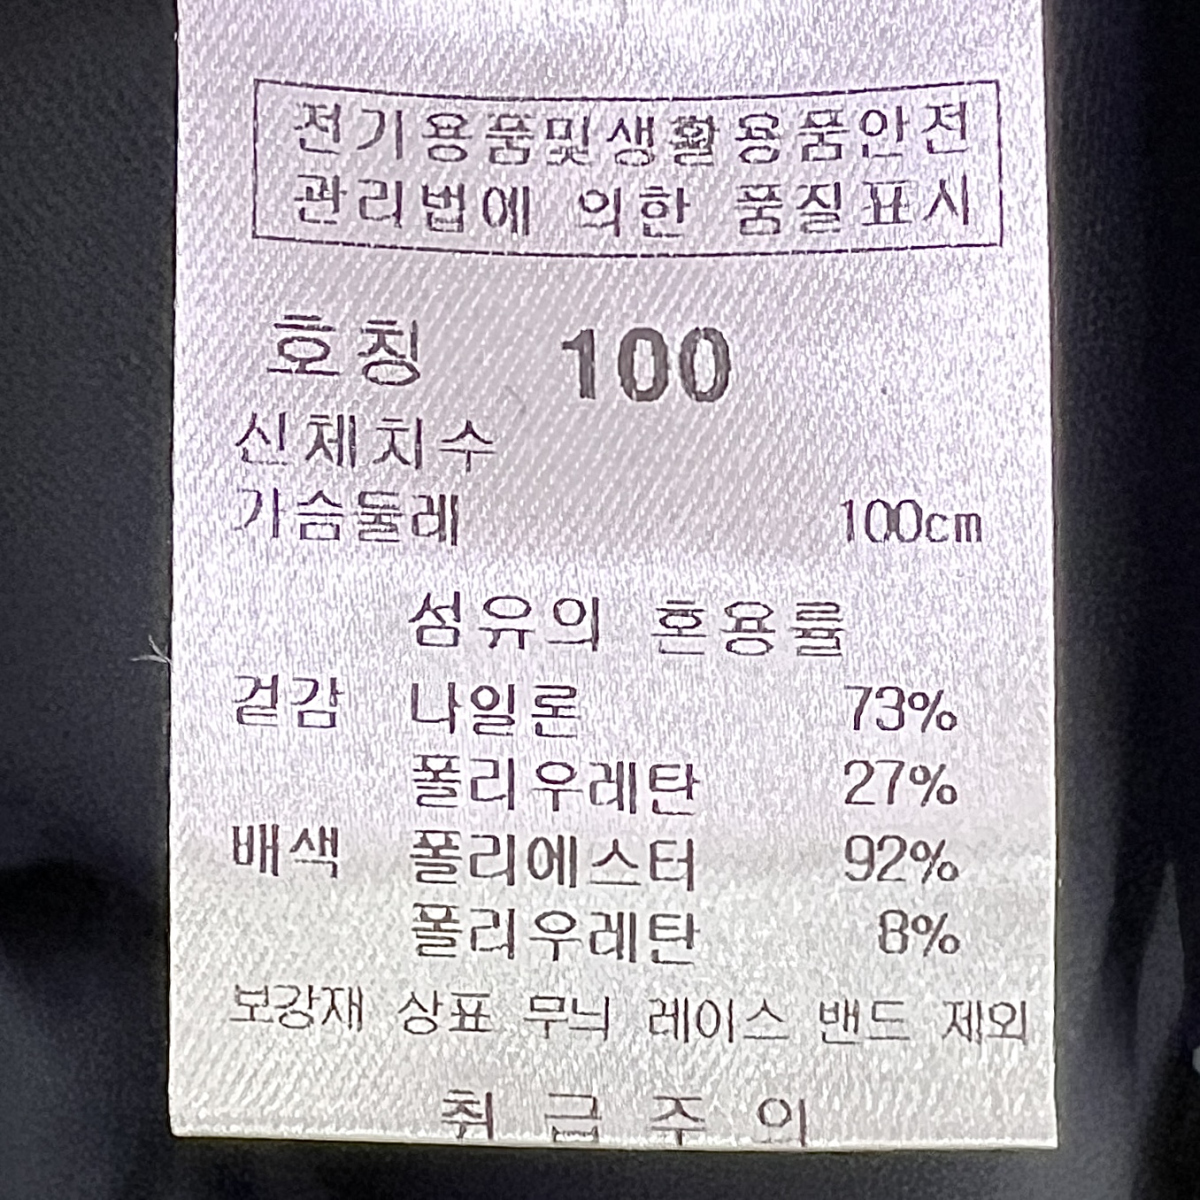 전기용품및생활용품안전
관리법에 의한 품질표시
호칭 100
신체치수
가슴둘레 100cm
섬유의 혼용률
겉감 나일론 73%
폴리우레탄 27%
배색 폴리에스터 92%
폴리우레탄 8%
보강재 상표 무늬 레이스 밴드 제외
취급주의